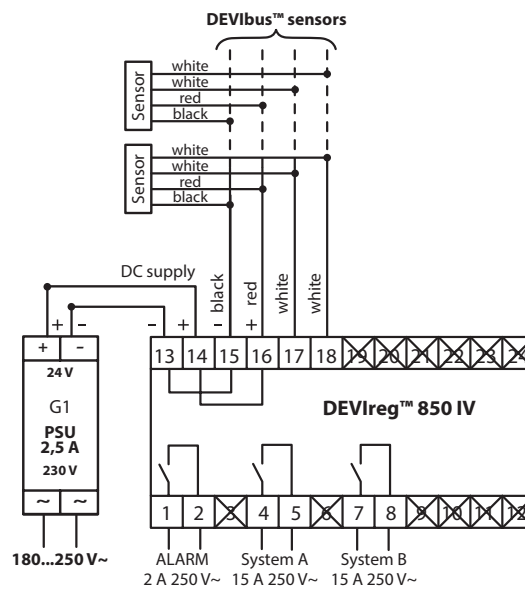 DEVIbus™ sensors
Sensor
white
white
red
black
Sensor
white
white
red
black
DC supply
black
red
white
white
+ – – + – +
+ –
13 14 15 16 17 18 19 20 21 22 23 24
24 V
G1
PSU
2,5 A
230 V
DEVIreg™ 850 IV
~ ~
1 2 3 4 5 6 7 8 9 10 11 12
180...250 V~
ALARM
2 A 250 V~
System A
15 A 250 V~
System B
15 A 250 V~